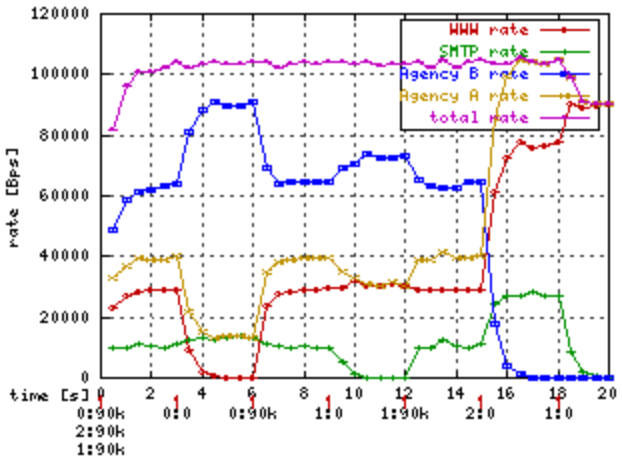 120000
100000
80000
60000
40000
20000
0
rate [Bps]
WWW rate
SMTP rate
Agency B rate
Agency A rate
total rate
0 2 4 6 8 10 12 14 16 18 20
time [s]
0:90k 0:0 0:90k 1:0 1:90k 2:0 1:0
2:90k
1:90k